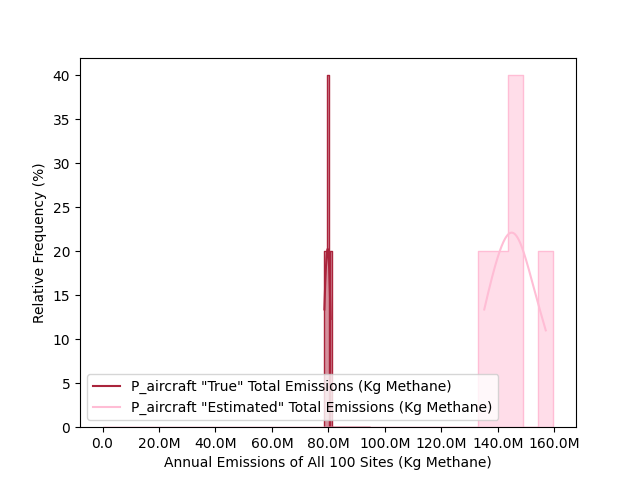 40
35
30
25
20
15
10
5
0
Relative Frequency (%)
P_aircraft "True" Total Emissions (Kg Methane)
P_aircraft "Estimated" Total Emissions (Kg Methane)
0.0 20.0M 40.0M 60.0M 80.0M 100.0M 120.0M 140.0M 160.0M
Annual Emissions of All 100 Sites (Kg Methane)